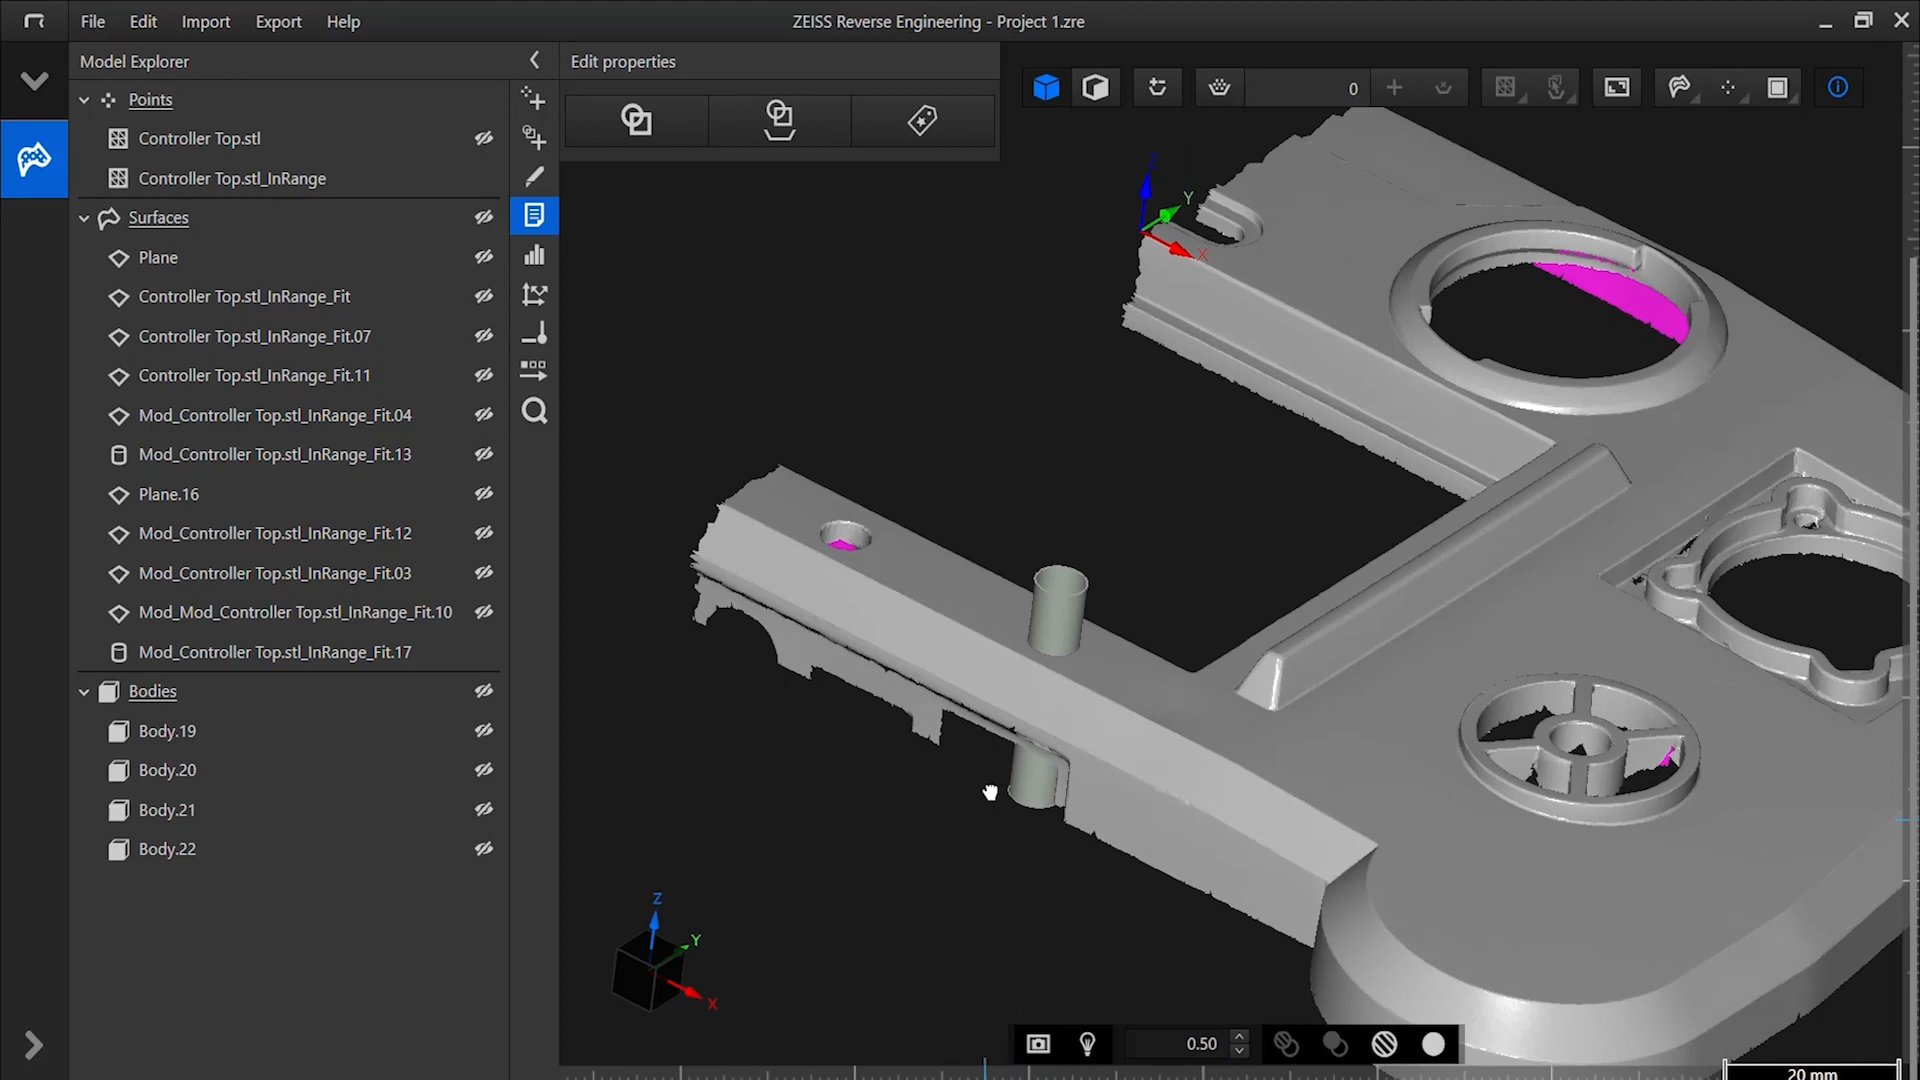 File Edit Import Export Help
ZEISS Reverse Engineering - Project 1.zre
Model Explorer
Edit properties
0
Points
Controller Top.stl
Controller Top.stl_InRange
Surfaces
Plane
Controller Top.stl_InRange_Fit
Controller Top.stl_InRange_Fit.07
Controller Top.stl_InRange_Fit.11
Mod_Controller Top.stl_InRange_Fit.04
Mod_Controller Top.stl_InRange_Fit.13
Plane.16
Mod_Controller Top.stl_InRange_Fit.12
Mod_Controller Top.stl_InRange_Fit.03
Mod_Mod_Controller Top.stl_InRange_Fit.10
Mod_Controller Top.stl_InRange_Fit.17
Bodies
Body.19
Body.20
Body.21
Body.22
Z
Y
X
Z
Y
X
0.50
20 mm